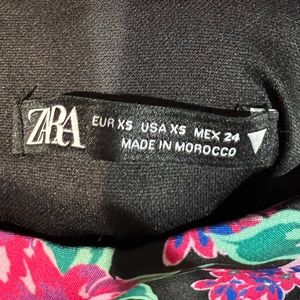 ZARA
EUR XS USA XS MEX 24
MADE IN MOROCCO